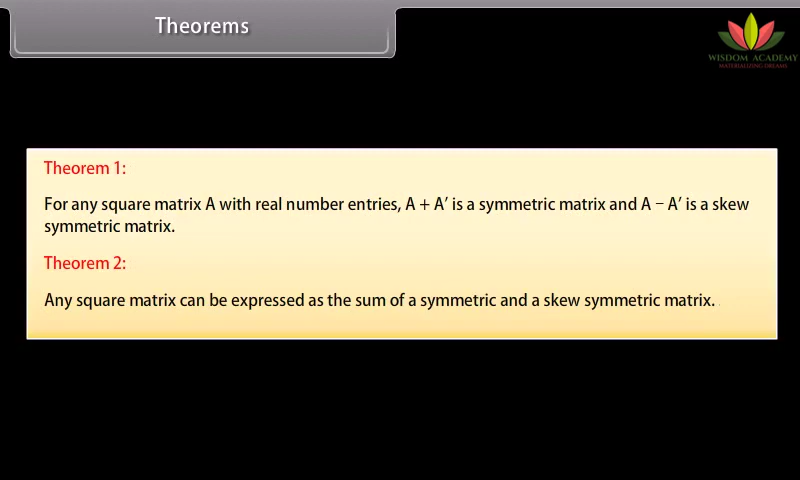 Theorems
WISDOM ACADEMY
MATERIALIZING DREAMS
Theorem 1:
For any square matrix A with real number entries, A + A′ is a symmetric matrix and A − A′ is a skew
symmetric matrix.
Theorem 2:
Any square matrix can be expressed as the sum of a symmetric and a skew symmetric matrix.